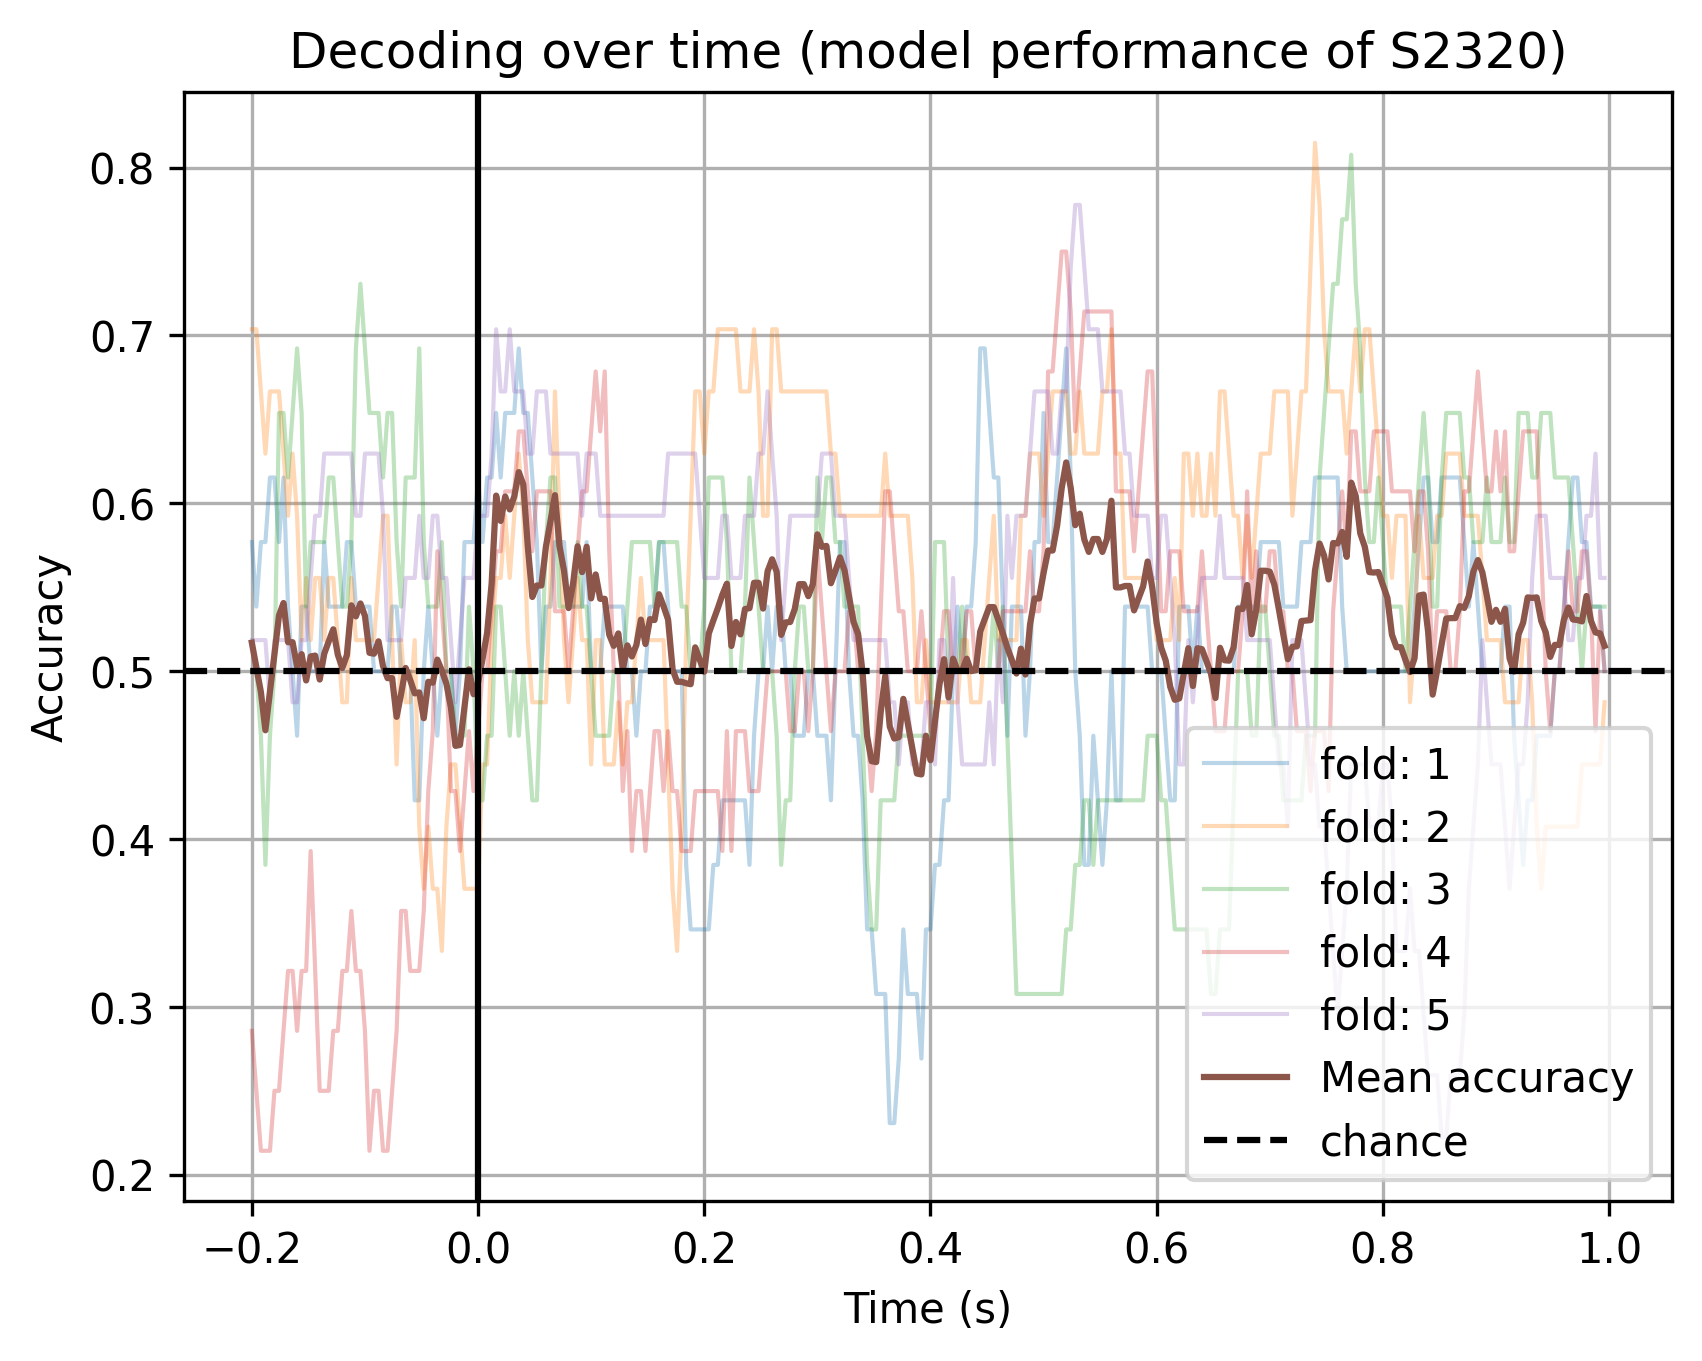 Decoding over time (model performance of S2320)
Accuracy
0.8
0.7
0.6
0.5
0.4
0.3
0.2
fold: 1
fold: 2
fold: 3
fold: 4
fold: 5
Mean accuracy
chance
−0.2 0.0 0.2 0.4 0.6 0.8 1.0
Time (s)